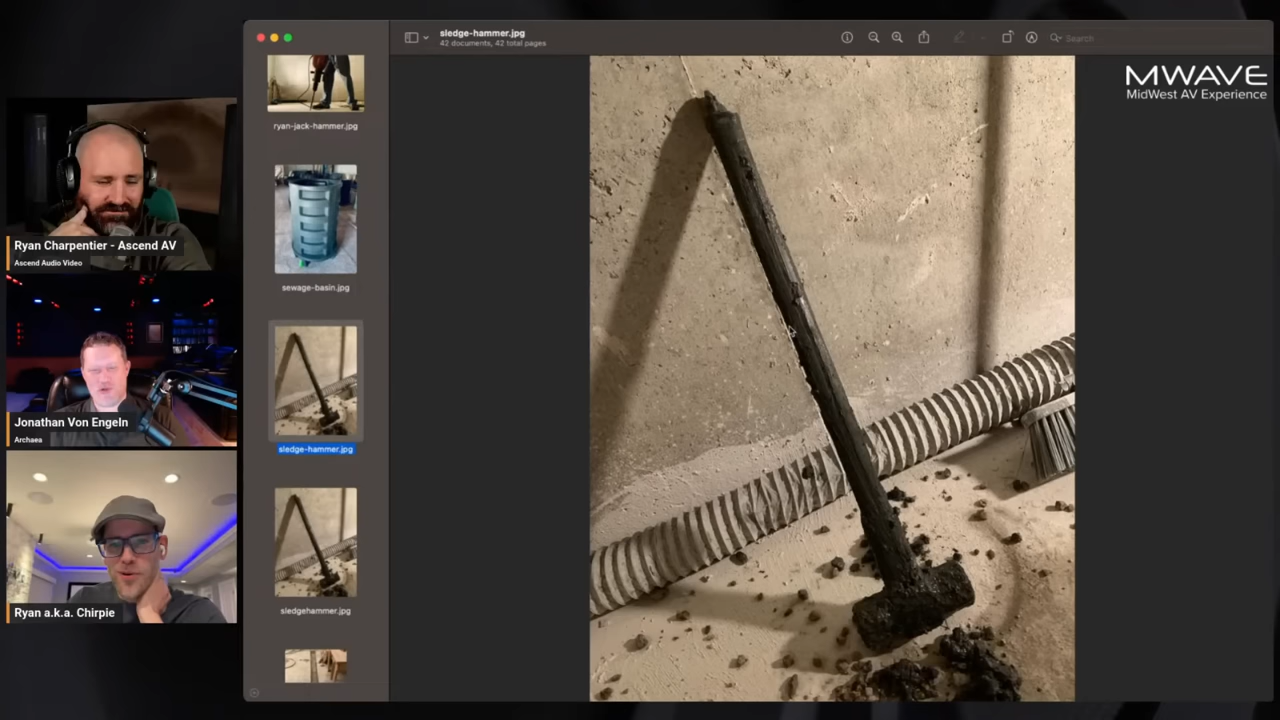 Ryan Charpentier - Ascend AV
Ascend Audio Video
Jonathan Von Engeln
Archaea
Ryan a.k.a. Chirpie
sledge-hammer.jpg
42 documents, 42 total pages
Search
ryan-jack-hammer.jpg
sewage-basin.jpg
sledge-hammer.jpg
sledgehammer.jpg
MWAVE
MidWest AV Experience